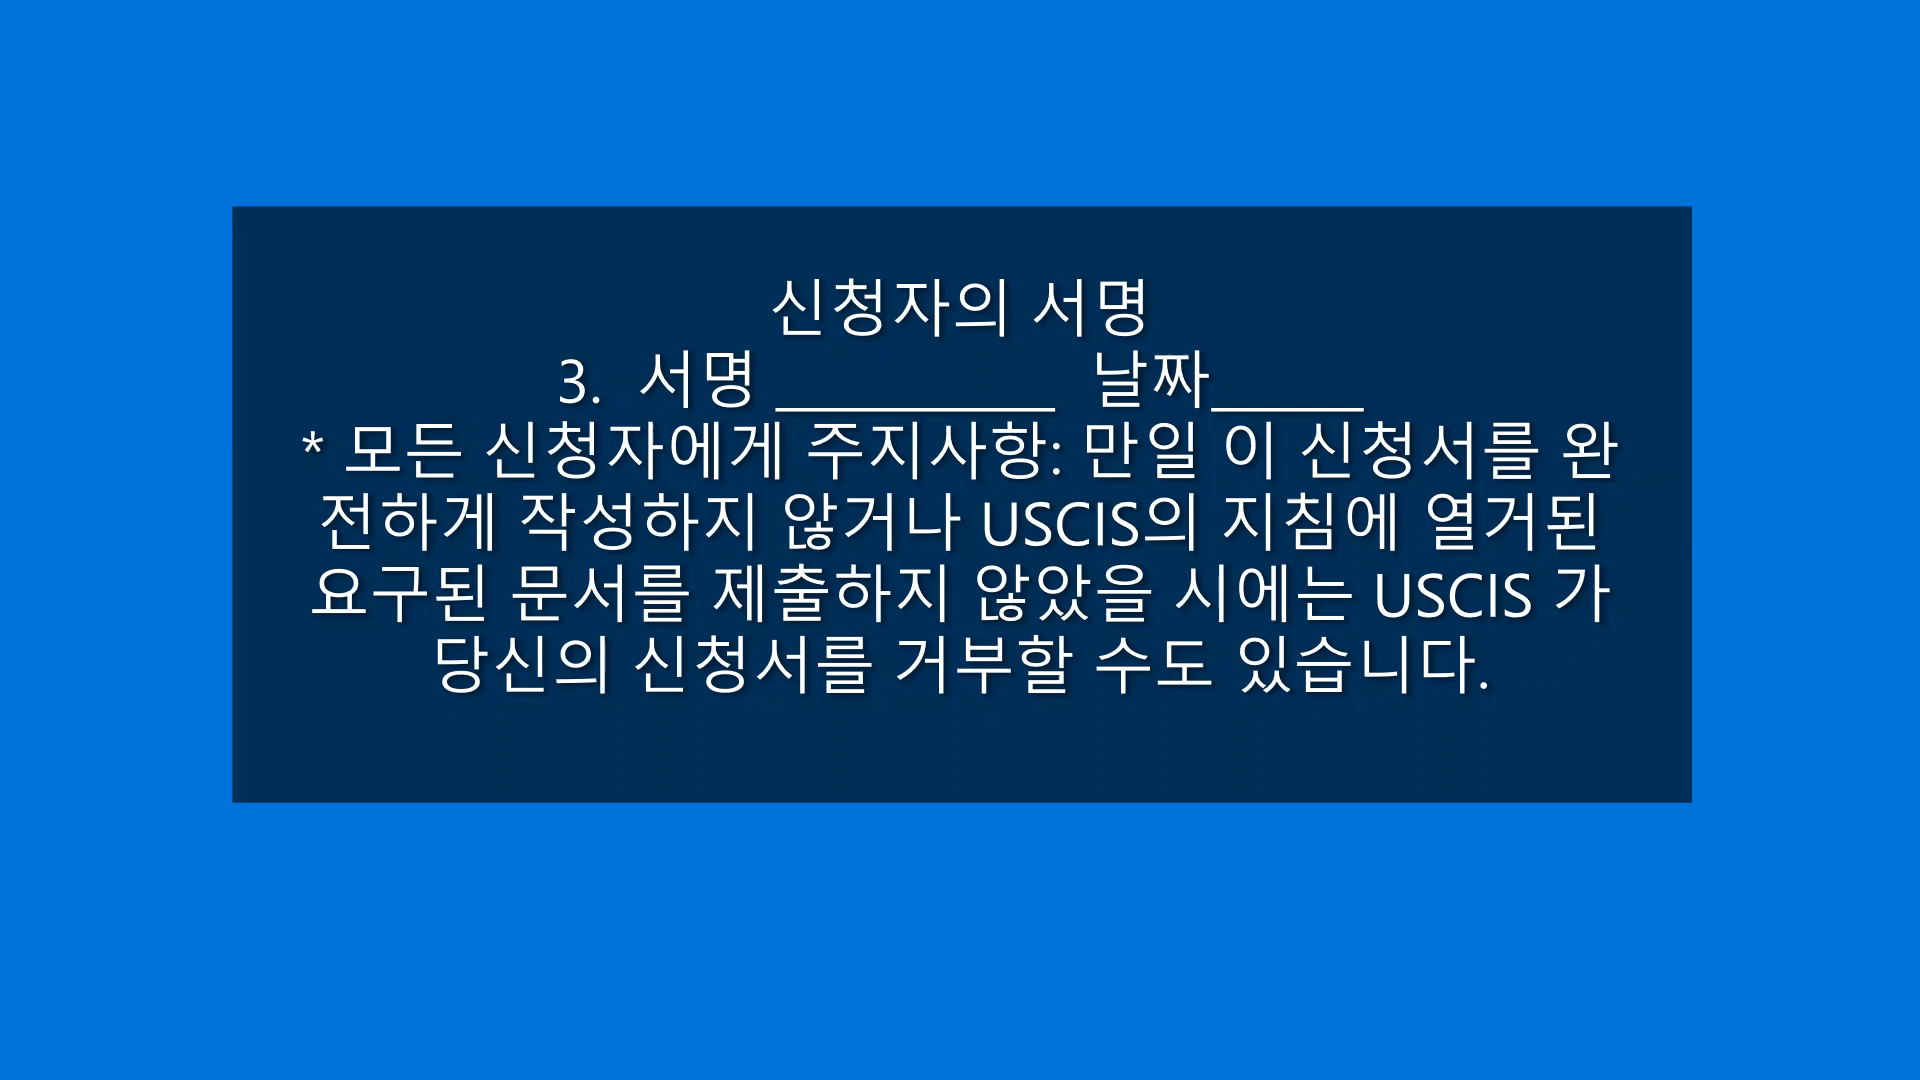 신청자의 서명
3. 서명 ___________ 날짜______
* 모든 신청자에게 주지사항: 만일 이 신청서를 완
전하게 작성하지 않거나 USCIS의 지침에 열거된
요구된 문서를 제출하지 않았을 시에는 USCIS 가
당신의 신청서를 거부할 수도 있습니다.